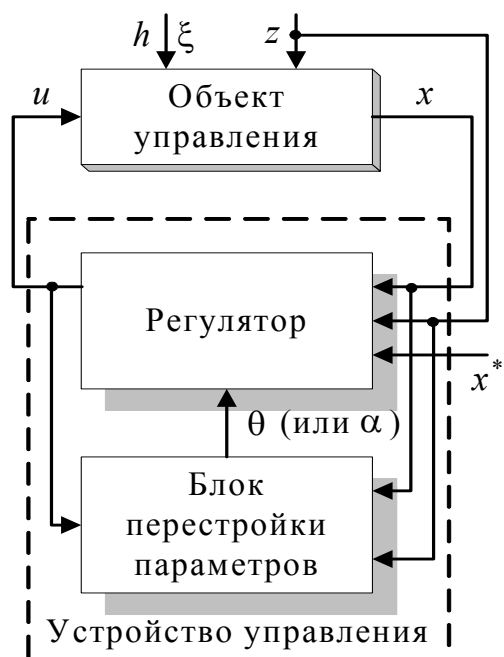 h ξ z
u Объект x
управления
Регулятор
x*
θ (или α)
Блок
перестройки
параметров
Устройство управления